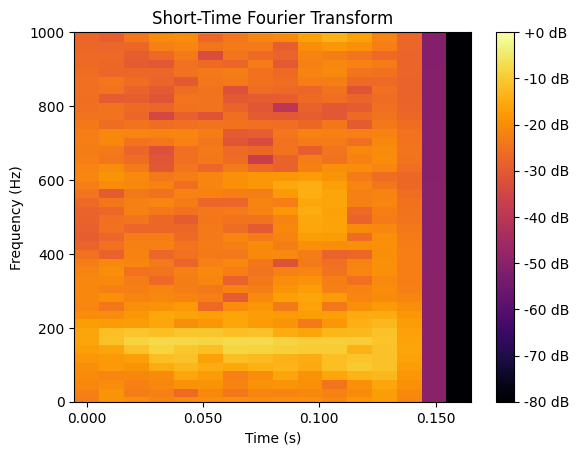 Short-Time Fourier Transform
1000
800
600
400
200
0
Frequency (Hz)
0.000
0.050
0.100
0.150
Time (s)
+0 dB
-10 dB
-20 dB
-30 dB
-40 dB
-50 dB
-60 dB
-70 dB
-80 dB